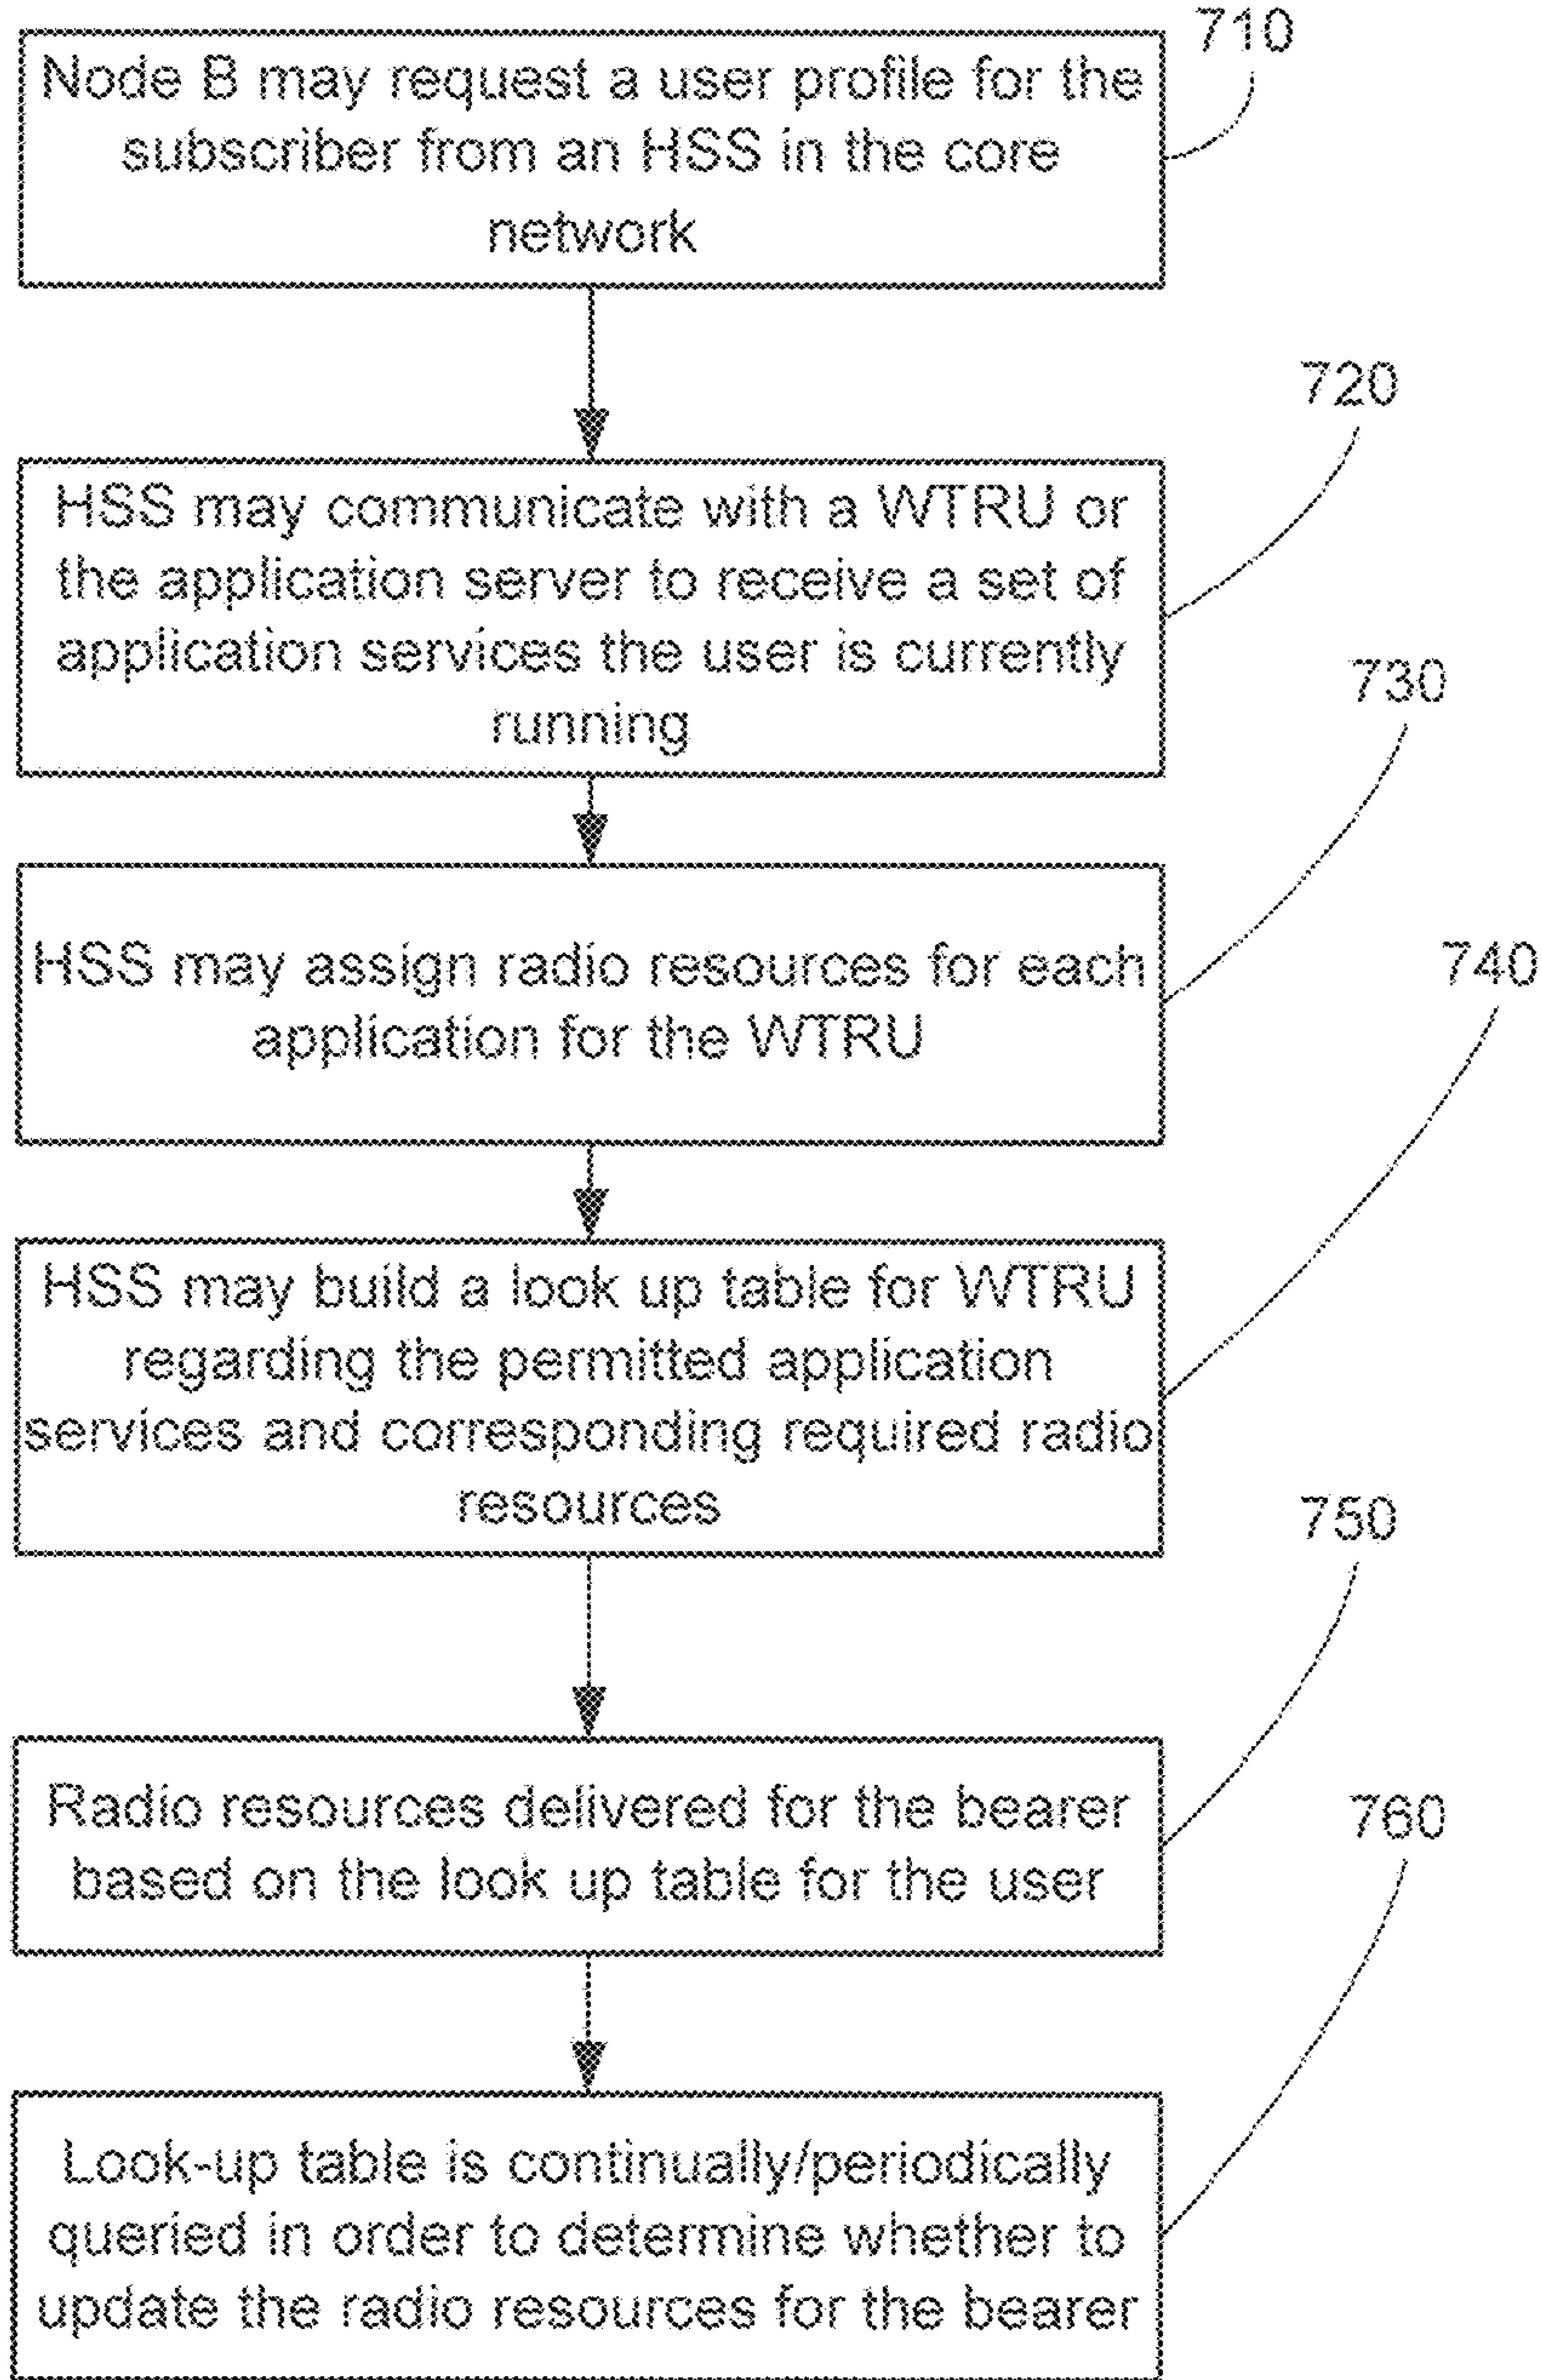 710
Node B may request a user profile for the
subscriber from an HSS in the core
network
720
HSS may communicate with a WTRU or
the application server to receive a set of
application services the user is currently
running
730
HSS may assign radio resources for each
application for the WTRU
740
HSS may build a look up table for WTRU
regarding the permitted application
services and corresponding required radio
resources
750
Radio resources delivered for the bearer
based on the look up table for the user
760
Look-up table is continually/periodically
queried in order to determine whether to
update the radio resources for the bearer